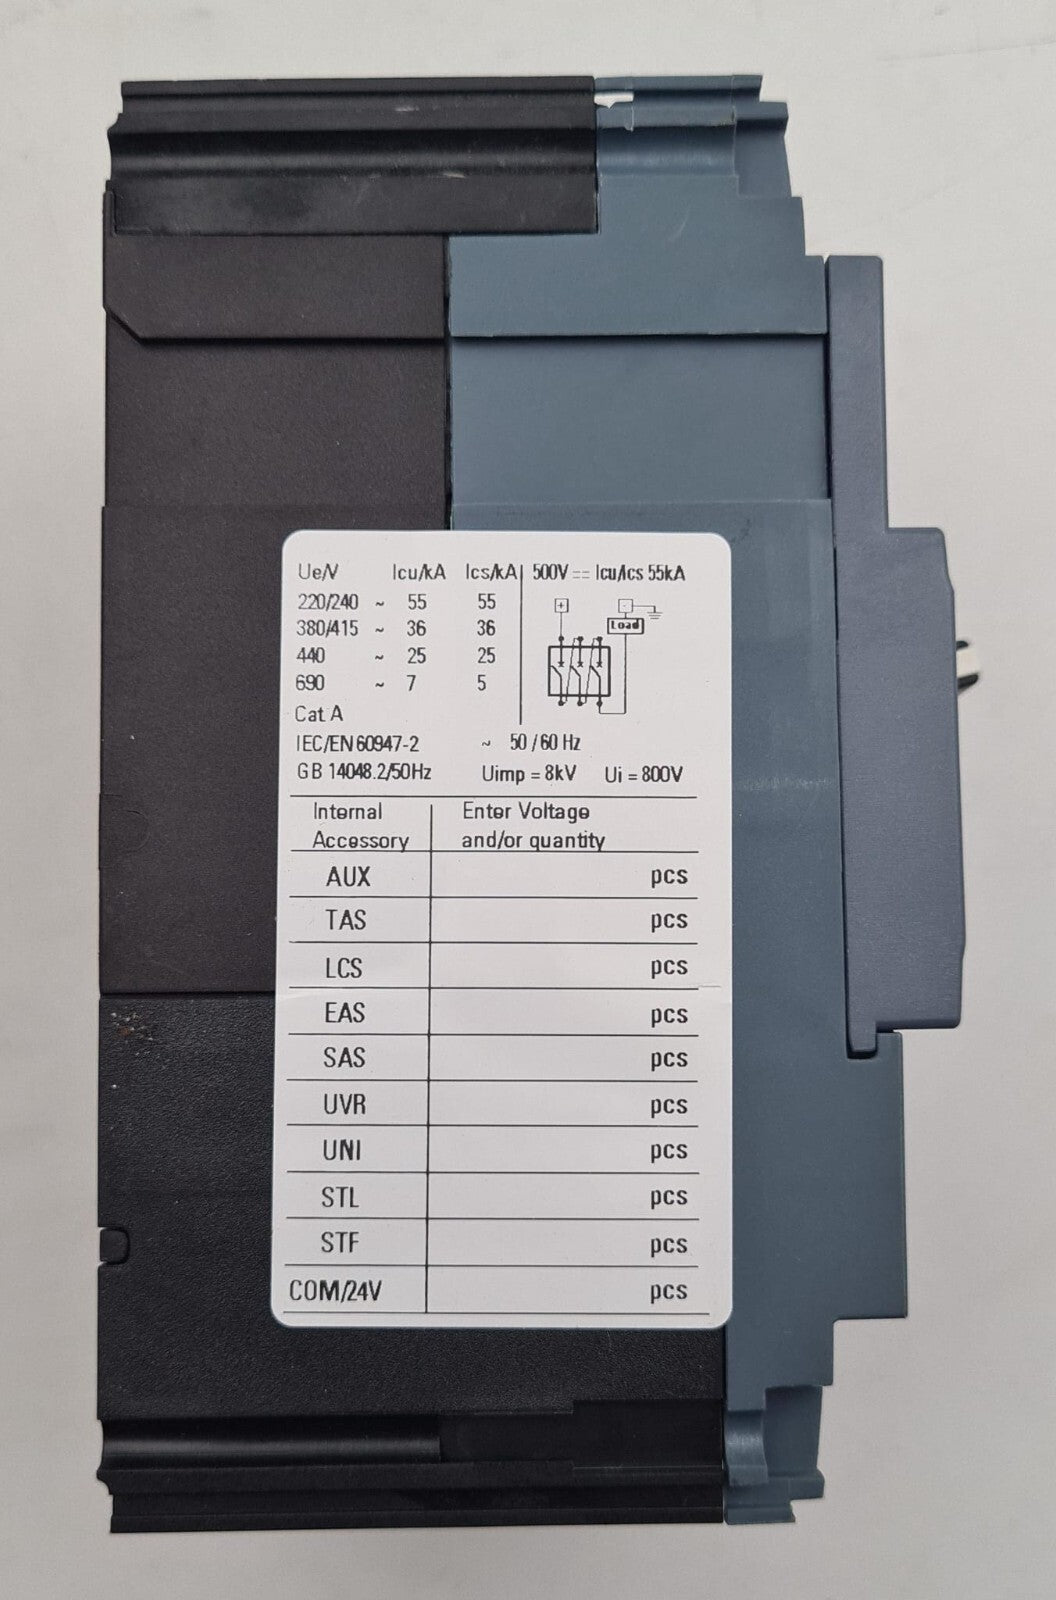 Ue/V Icu/kA Ics/kA 500V ⎓ Icu/Ics 55kA
220/240 ~ 55 55
380/415 ~ 36 36
440 ~ 25 25
690 ~ 7 5
+ -
Load
Cat A
IEC/EN 60947-2 ~ 50/60 Hz
GB 14048.2/50Hz Uimp = 8kV Ui = 800V
Internal Enter Voltage
Accessory and/or quantity
AUX pcs
TAS pcs
LCS pcs
EAS pcs
SAS pcs
UVR pcs
UNI pcs
STL pcs
STF pcs
COM/24V pcs